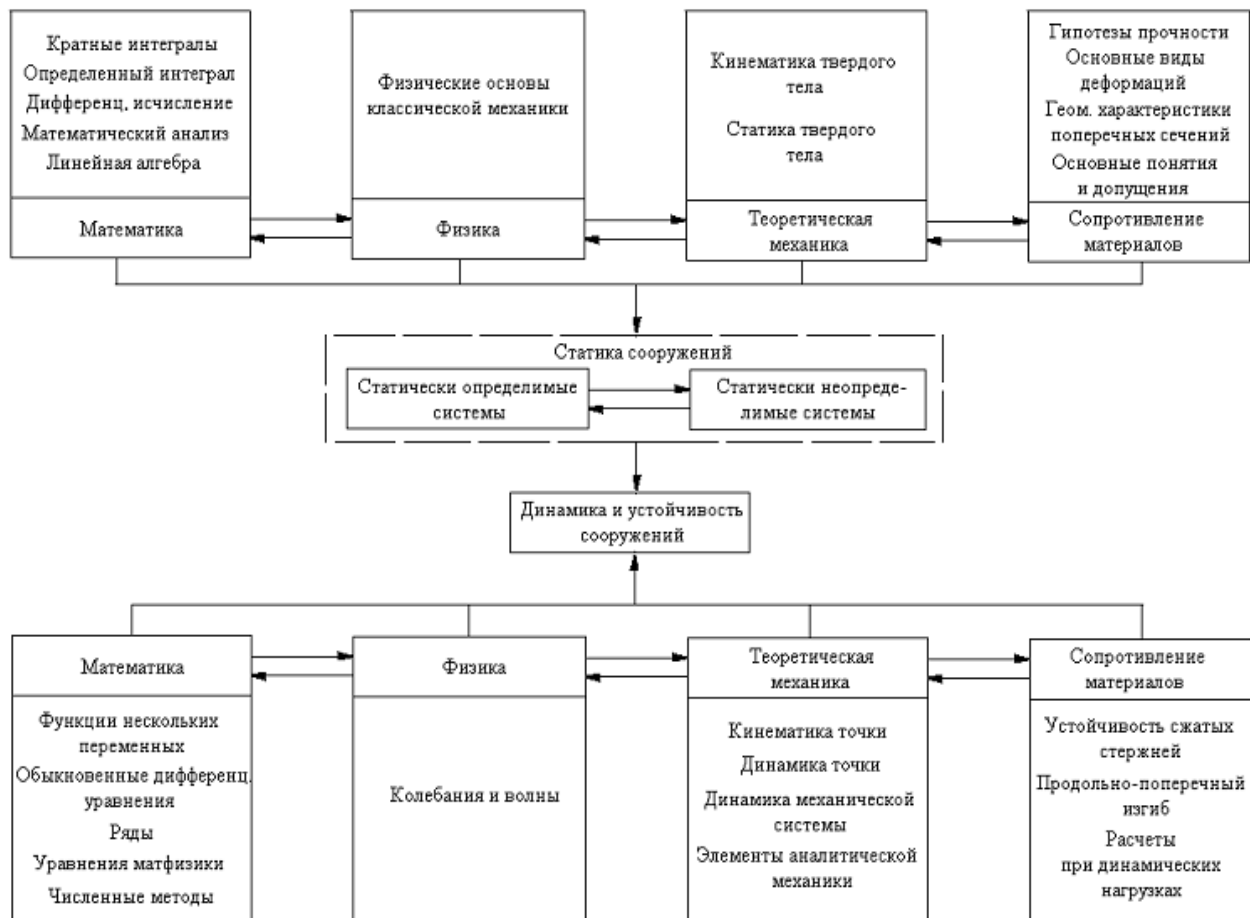 Кратные интегралы
Определенный интеграл
Дифференц. исчисление
Математический анализ
Линейная алгебра
Математика
Физические основы
классической механики
Физика
Кинематика твердого
тела
Статика твердого
тела
Теоретическая
механика
Гипотезы прочности
Основные виды
деформаций
Геом. характеристики
поперечных сечений
Основные понятия
и допущения
Сопротивление
материалов
Статика сооружений
Статически определимые
системы
Статически неопреде-
лимые системы
Динамика и устойчивость
сооружений
Математика
Функции нескольких
переменных
Обыкновенные дифференц.
уравнения
Ряды
Уравнения матфизики
Численные методы
Физика
Колебания и волны
Теоретическая
механика
Кинематика точки
Динамика точки
Динамика механической
системы
Элементы аналитической
механики
Сопротивление
материалов
Устойчивость сжатых
стержней
Продольно-поперечный
изгиб
Расчеты
при динамических
нагрузках